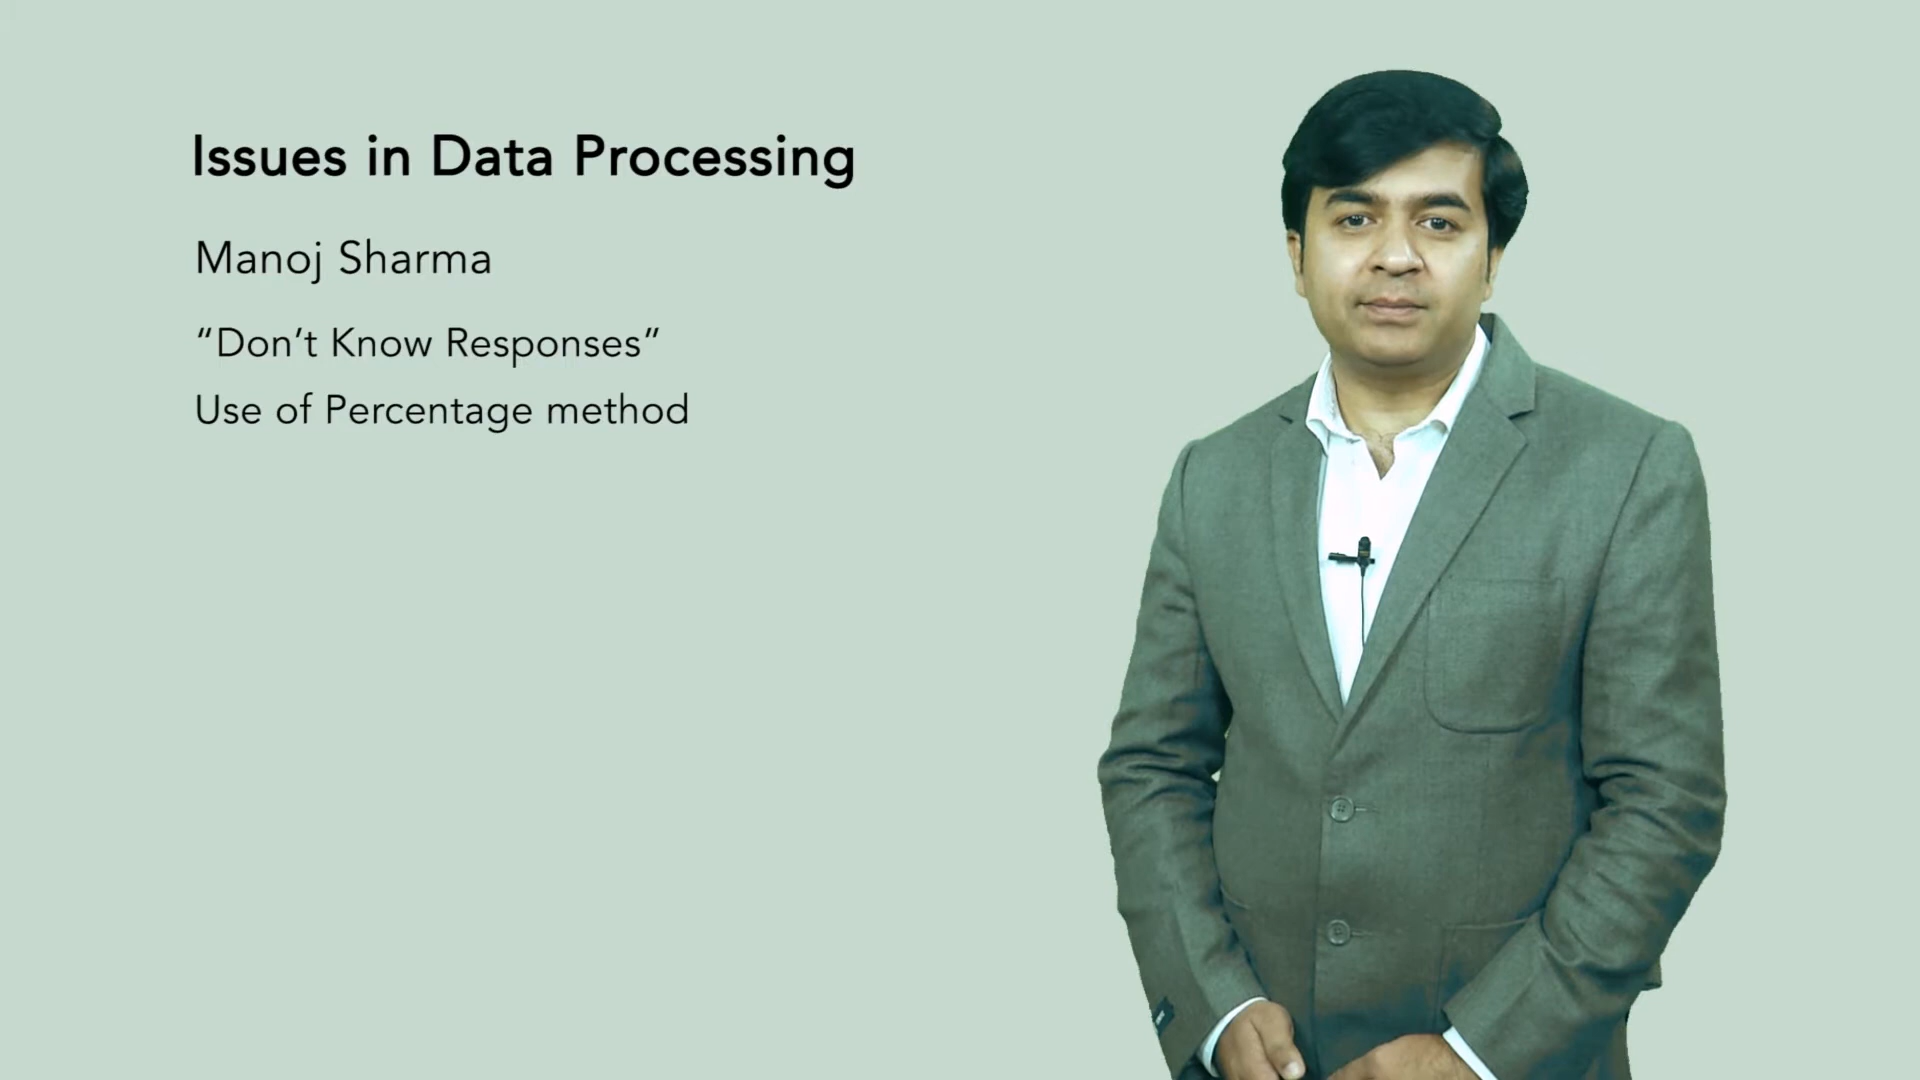 Issues in Data Processing
Manoj Sharma
“Don’t Know Responses”
Use of Percentage method